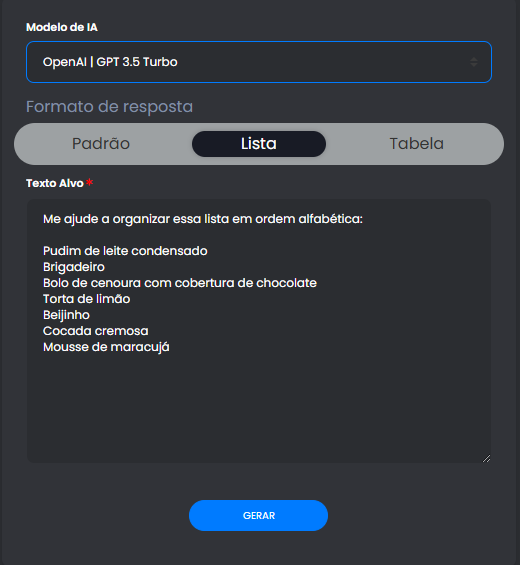 Modelo de IA
OpenAI | GPT 3.5 Turbo
Formato de resposta
Padrão Lista Tabela
Texto Alvo *
Me ajude a organizar essa lista em ordem alfabética:
Pudim de leite condensado
Brigadeiro
Bolo de cenoura com cobertura de chocolate
Torta de limão
Beijinho
Cocada cremosa
Mousse de maracujá
GERAR